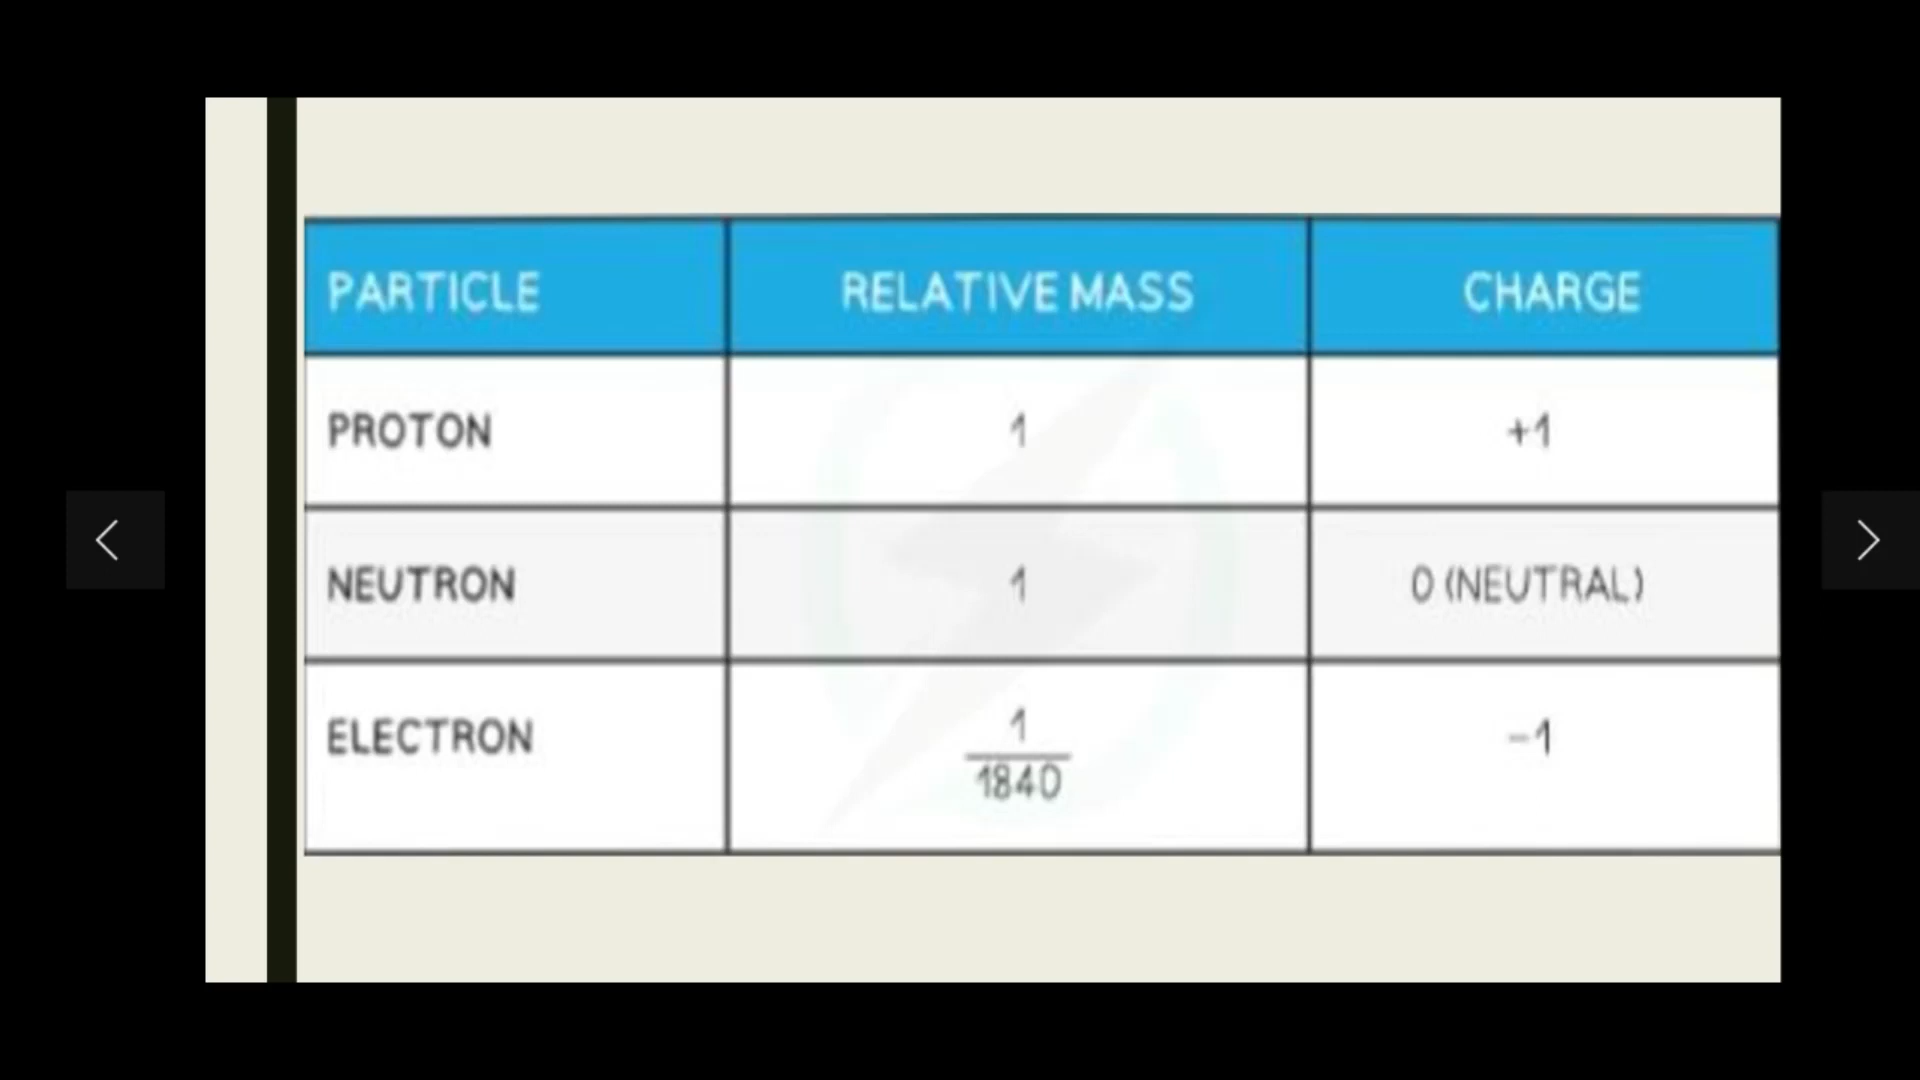 PARTICLE RELATIVE MASS CHARGE
PROTON 1 +1
NEUTRON 1 0 (NEUTRAL)
ELECTRON 1/1840 -1